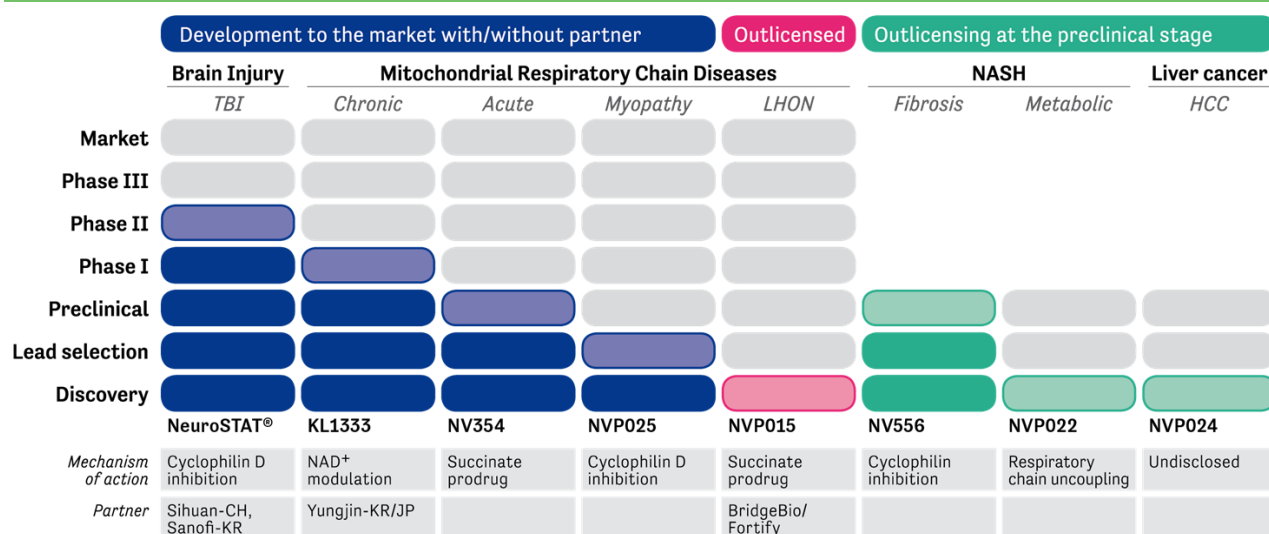 Development to the market with/without partner Outlicensed Outlicensing at the preclinical stage
Brain Injury Mitochondrial Respiratory Chain Diseases NASH Liver cancer
TBI Chronic Acute Myopathy LHON Fibrosis Metabolic HCC
Market
Phase III
Phase II
Phase I
Preclinical
Lead selection
Discovery
NeuroSTAT® KL1333 NV354 NVP025 NVP015 NV556 NVP022 NVP024
Mechanism Cyclophilin D NAD⁺ Succinate Cyclophilin D Succinate Cyclophilin Respiratory Undisclosed
of action inhibition modulation prodrug inhibition prodrug inhibition chain uncoupling
Partner Sihuan-CH, Yungjin-KR/JP BridgeBio/
Sanofi-KR Fortify